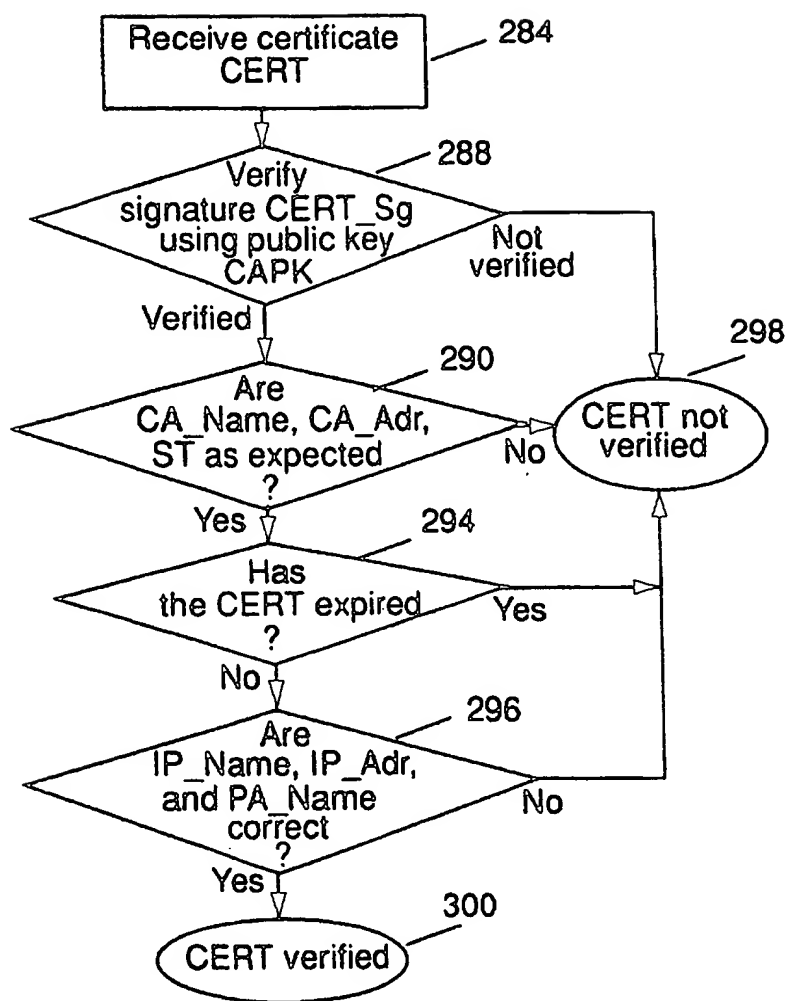 Receive certificate
CERT
284
288
Verify
signature CERT_Sg
using public key
CAPK
Not
verified
Verified
298
290
Are
CA_Name, CA_Adr,
ST as expected
?
No
CERT not
verified
Yes
294
Has
the CERT expired
?
Yes
No
296
Are
IP_Name, IP_Adr,
and PA_Name
correct
?
No
Yes
300
CERT verified